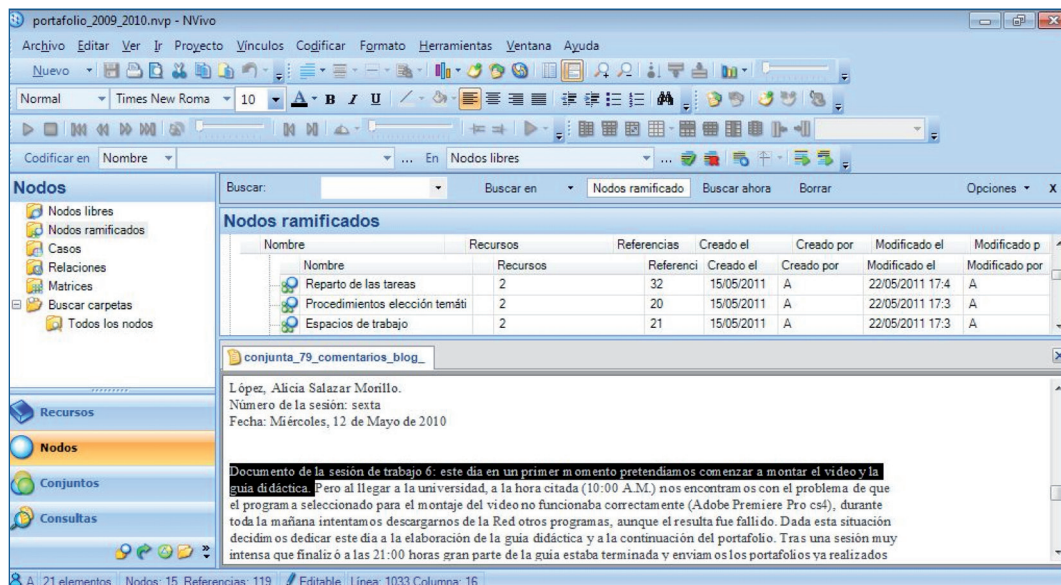 portafolio_2009_2010.nvp - NVivo
Archivo Editar Ver Ir Proyecto Vínculos Codificar Formato Herramientas Ventana Ayuda
Nuevo
Normal Times New Roma 10 A B I U
Codificar en Nombre ... En Nodos libres ...
Nodos
Nodos libres
Nodos ramificados
Casos
Relaciones
Matrices
Buscar carpetas
Todos los nodos
Recursos
Nodos
Conjuntos
Consultas
Buscar: Buscar en Nodos ramificado Buscar ahora Borrar Opciones x
Nodos ramificados
Nombre Recursos Referencias Creado el Creado por Modificado el Modificado p
Nombre Recursos Referenci Creado el Creado por Modificado el Modificado por
Reparto de las tareas 2 32 15/05/2011 A 22/05/2011 17:4 A
Procedimientos elección temáti 2 20 15/05/2011 A 22/05/2011 17:3 A
Espacios de trabajo 2 21 15/05/2011 A 22/05/2011 17:3 A
conjunta_79_comentarios_blog_
López, Alicia Salazar Morillo.
Número de la sesión: sexta
Fecha: Miércoles, 12 de Mayo de 2010
Documento de la sesión de trabajo 6: este día en un primer momento pretendíamos comenzar a montar el video y la
guía didáctica. Pero al llegar a la universidad, a la hora citada (10:00 A.M.) nos encontramos con el problema de que
el programa seleccionado para el montaje del video no funcionaba correctamente (Adobe Premiere Pro cs4), durante
toda la mañana intentamos descargarnos de la Red otros programas, aunque el resulta fue fallido. Dada esta situación
decidimos dedicar este día a la elaboración de la guía didáctica y a la continuación del portafolio. Tras una sesión muy
intensa que finalizó a las 21:00 horas gran parte de la guía estaba terminada y enviamos los portafolios ya realizados
A 21 elementos Nodos: 15 Referencias: 119 Editable Línea: 1033 Columna: 16